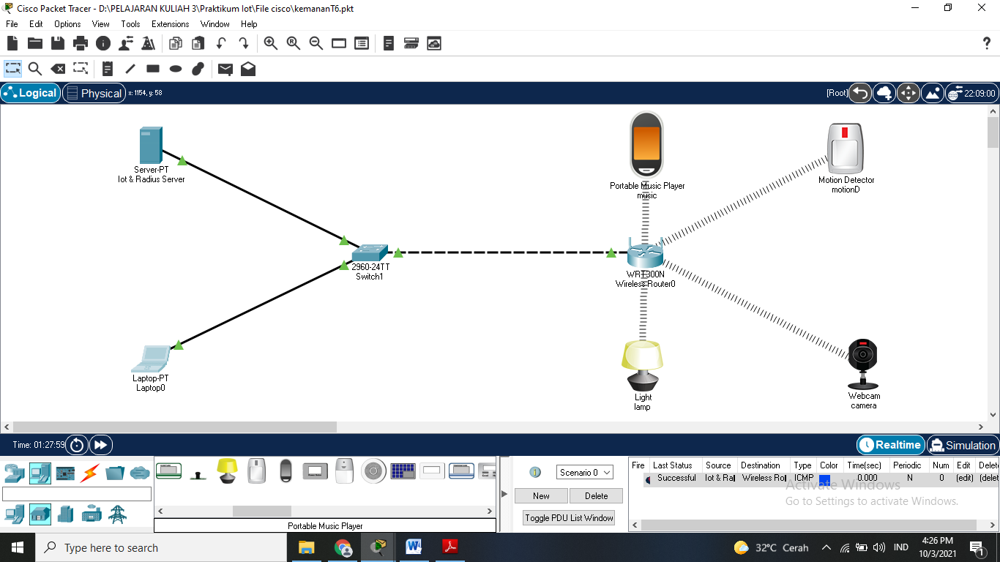 Cisco Packet Tracer - D:\PELAJARAN KULIAH 3\Praktikum Iot\File cisco\kemananT6.pkt
File Edit Options View Tools Extensions Window Help
Logical Physical x: 1154, y: 58 [Root] 22:09:00
Server-PT
Iot & Radius Server
Portable Music Player
music
Motion Detector
motionD
2960-24TT
Switch1
WRT300N
Wireless Router0
Laptop-PT
Laptop0
Light
lamp
Webcam
camera
Time: 01:27:59 Realtime Simulation
Scenario 0
New Delete
Toggle PDU List Window
Portable Music Player
Fire Last Status Source Destination Type Color Time(sec) Periodic Num Edit Delete
Successful Iot & Ra Wireless Ro ICMP 0.000 N 0 (edit) (delet
Activate Windows
Go to Settings to activate Windows.
Type here to search
32°C Cerah IND
4:26 PM
10/3/2021
1